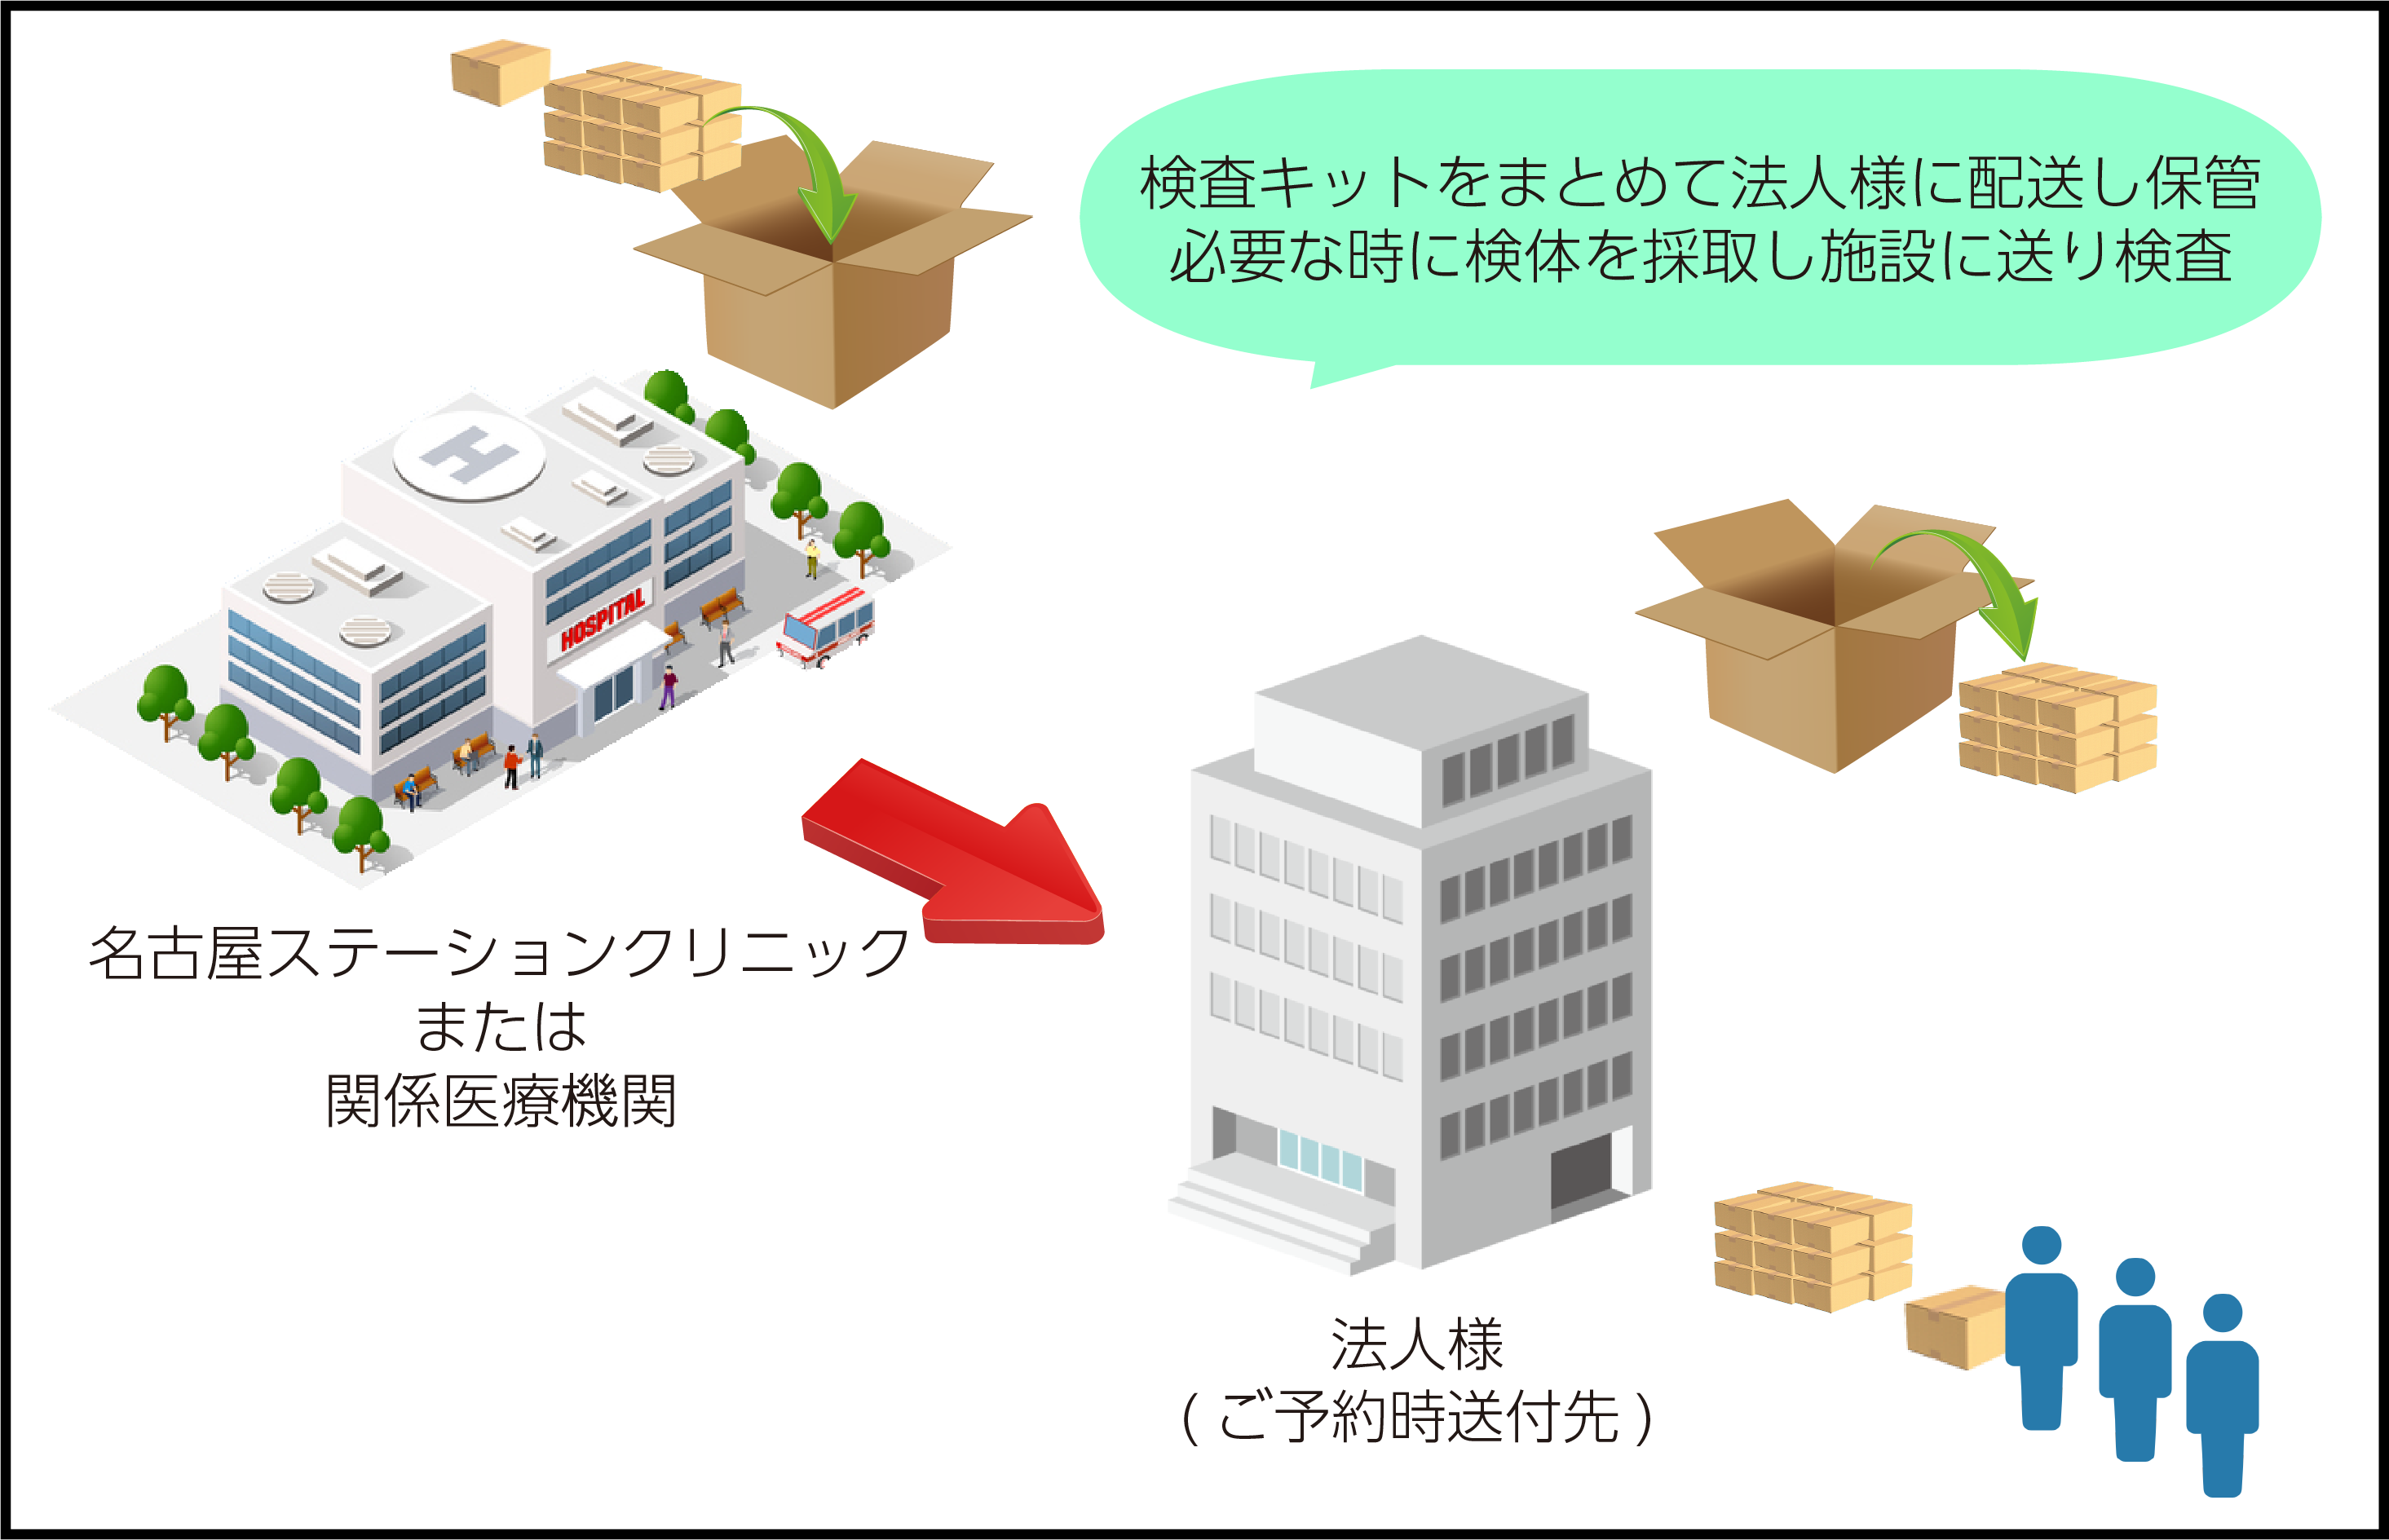 検査キットをまとめて法人様に配送し保管
必要な時に検体を採取し施設に送り検査
H
HOSPITAL
名古屋ステーションクリニック
または
関係医療機関
法人様
(ご予約時送付先)